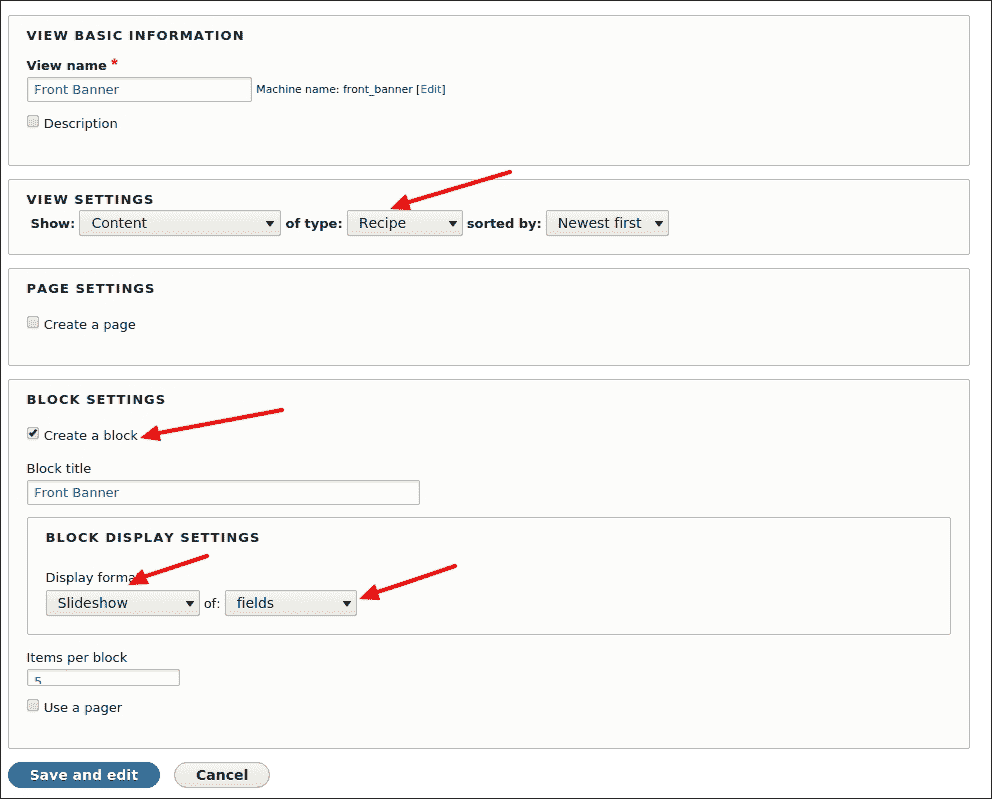 VIEW BASIC INFORMATION
View name *
Front Banner Machine name: front_banner [Edit]
Description
VIEW SETTINGS
Show: Content of type: Recipe sorted by: Newest first
PAGE SETTINGS
Create a page
BLOCK SETTINGS
Create a block
Block title
Front Banner
BLOCK DISPLAY SETTINGS
Display format
Slideshow of: fields
Items per block
5
Use a pager
Save and edit Cancel